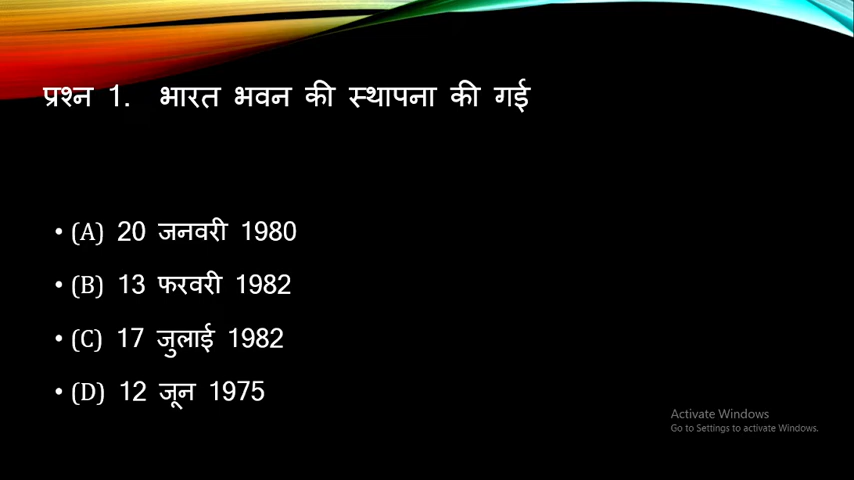 प्रश्न 1. भारत भवन की स्थापना की गई
• (A) 20 जनवरी 1980
• (B) 13 फरवरी 1982
• (C) 17 जुलाई 1982
• (D) 12 जून 1975
Activate Windows
Go to Settings to activate Windows.